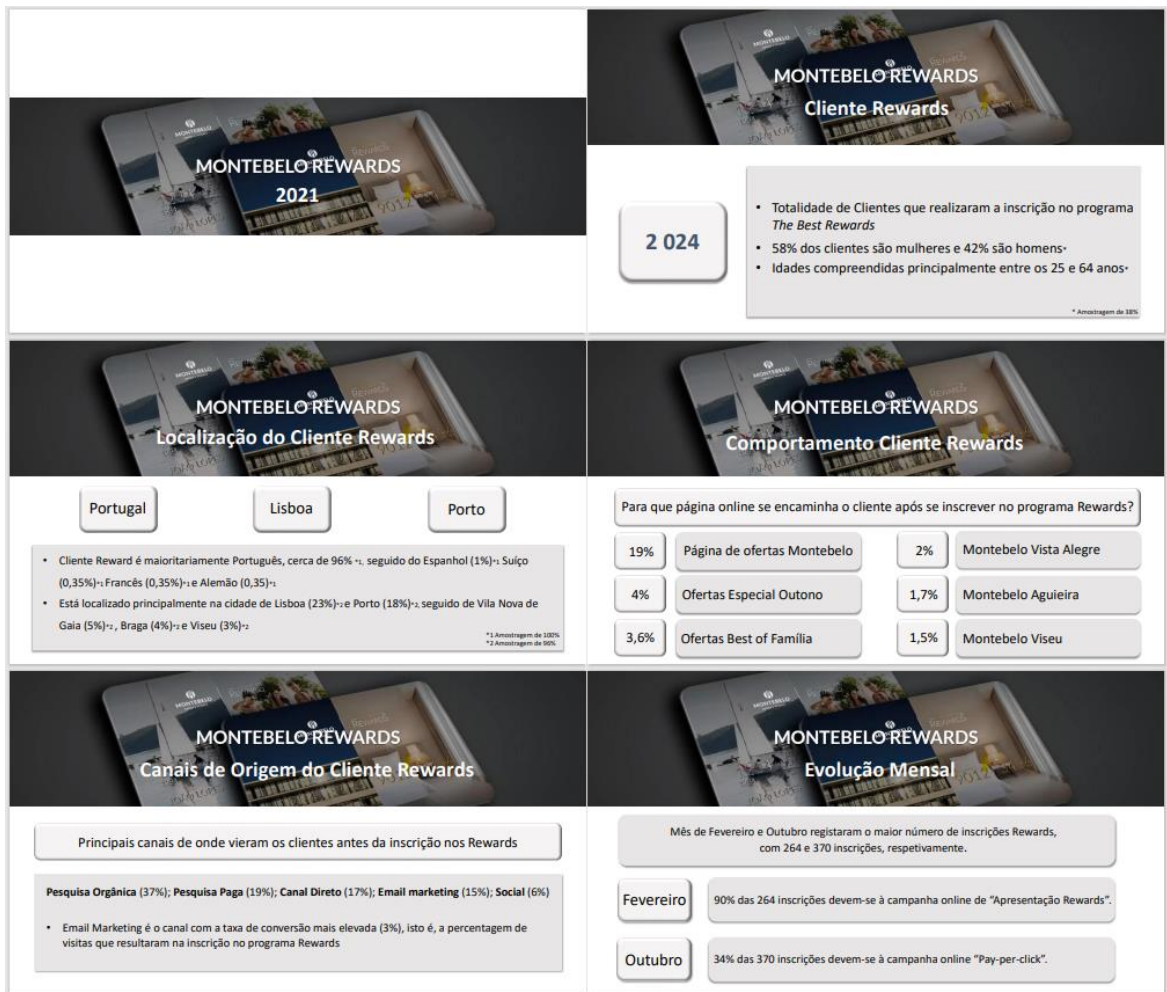 MONTEBELO REWARDS
2021
MONTEBELO REWARDS
Cliente Rewards
2 024
• Totalidade de Clientes que realizaram a inscrição no programa
The Best Rewards
• 58% dos clientes são mulheres e 42% são homens*
• Idades compreendidas principalmente entre os 25 e 64 anos*
* Amostragem de 38%
MONTEBELO REWARDS
Localização do Cliente Rewards
Portugal
Lisboa
Porto
• Cliente Reward é maioritariamente Português, cerca de 96% *1, seguido do Espanhol (1%)*1 Suíço
(0,35%)*1 Francês (0,35%)*1 e Alemão (0,35)*1
• Está localizado principalmente na cidade de Lisboa (23%)*2 e Porto (18%)*2, seguido de Vila Nova de
Gaia (5%)*2 , Braga (4%)*2 e Viseu (3%)*2
*1 Amostragem de 100%
*2 Amostragem de 96%
MONTEBELO REWARDS
Comportamento Cliente Rewards
Para que página online se encaminha o cliente após se inscrever no programa Rewards?
19%
Página de ofertas Montebelo
2%
Montebelo Vista Alegre
4%
Ofertas Especial Outono
1,7%
Montebelo Aguieira
3,6%
Ofertas Best of Família
1,5%
Montebelo Viseu
MONTEBELO REWARDS
Canais de Origem do Cliente Rewards
Principais canais de onde vieram os clientes antes da inscrição nos Rewards
Pesquisa Orgânica (37%); Pesquisa Paga (19%); Canal Direto (17%); Email marketing (15%); Social (6%)
• Email Marketing é o canal com a taxa de conversão mais elevada (3%), isto é, a percentagem de
visitas que resultaram na inscrição no programa Rewards
MONTEBELO REWARDS
Evolução Mensal
Mês de Fevereiro e Outubro registaram o maior número de inscrições Rewards,
com 264 e 370 inscrições, respetivamente.
Fevereiro
90% das 264 inscrições devem-se à campanha online de “Apresentação Rewards”.
Outubro
34% das 370 inscrições devem-se à campanha online “Pay-per-click”.